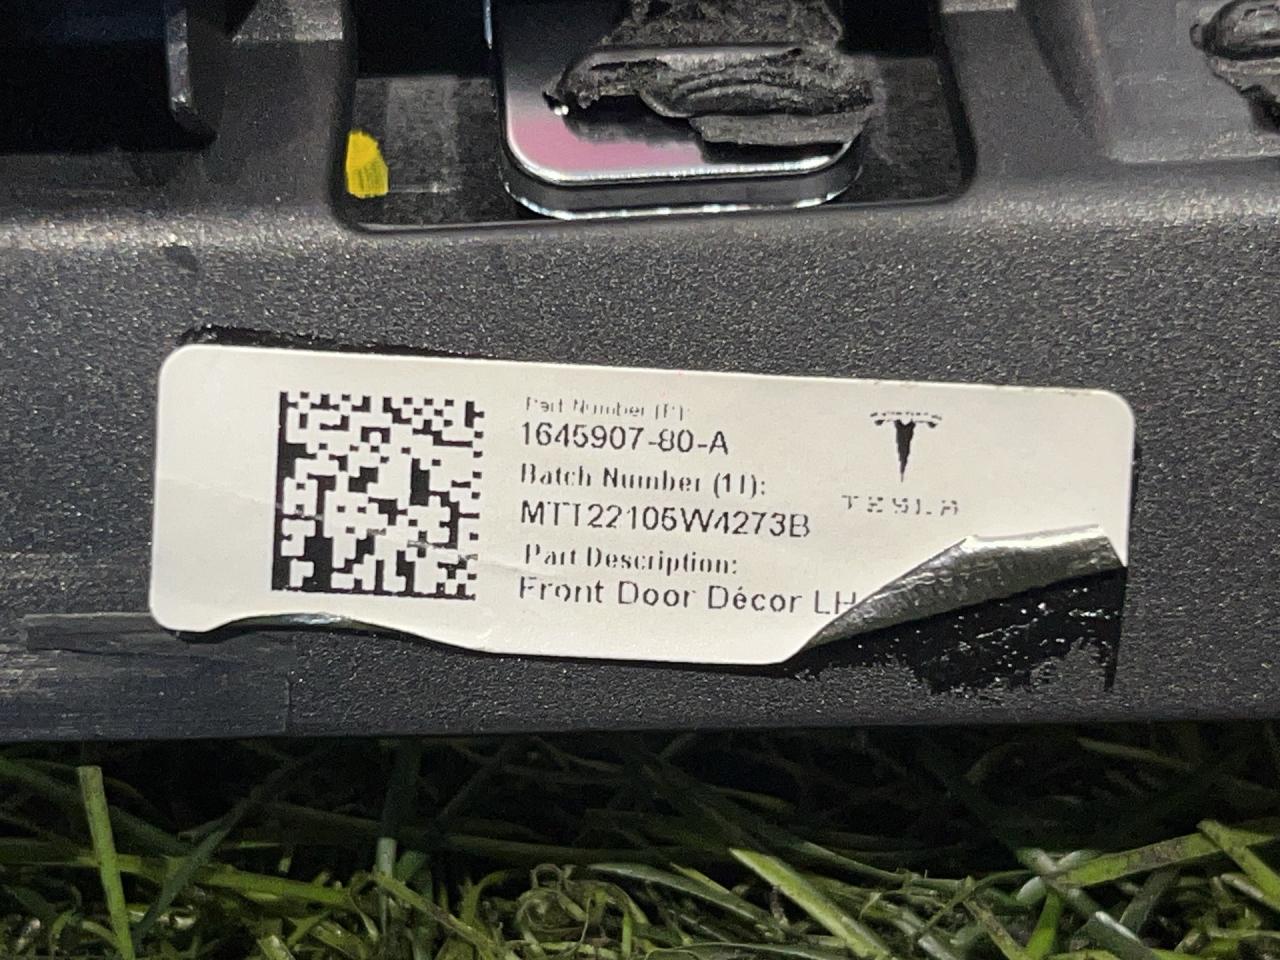 Part Number (P):
1645907-80-A
Batch Number (1T):
MTT22105W4273B
Part Description:
Front Door Décor LH
TESLA